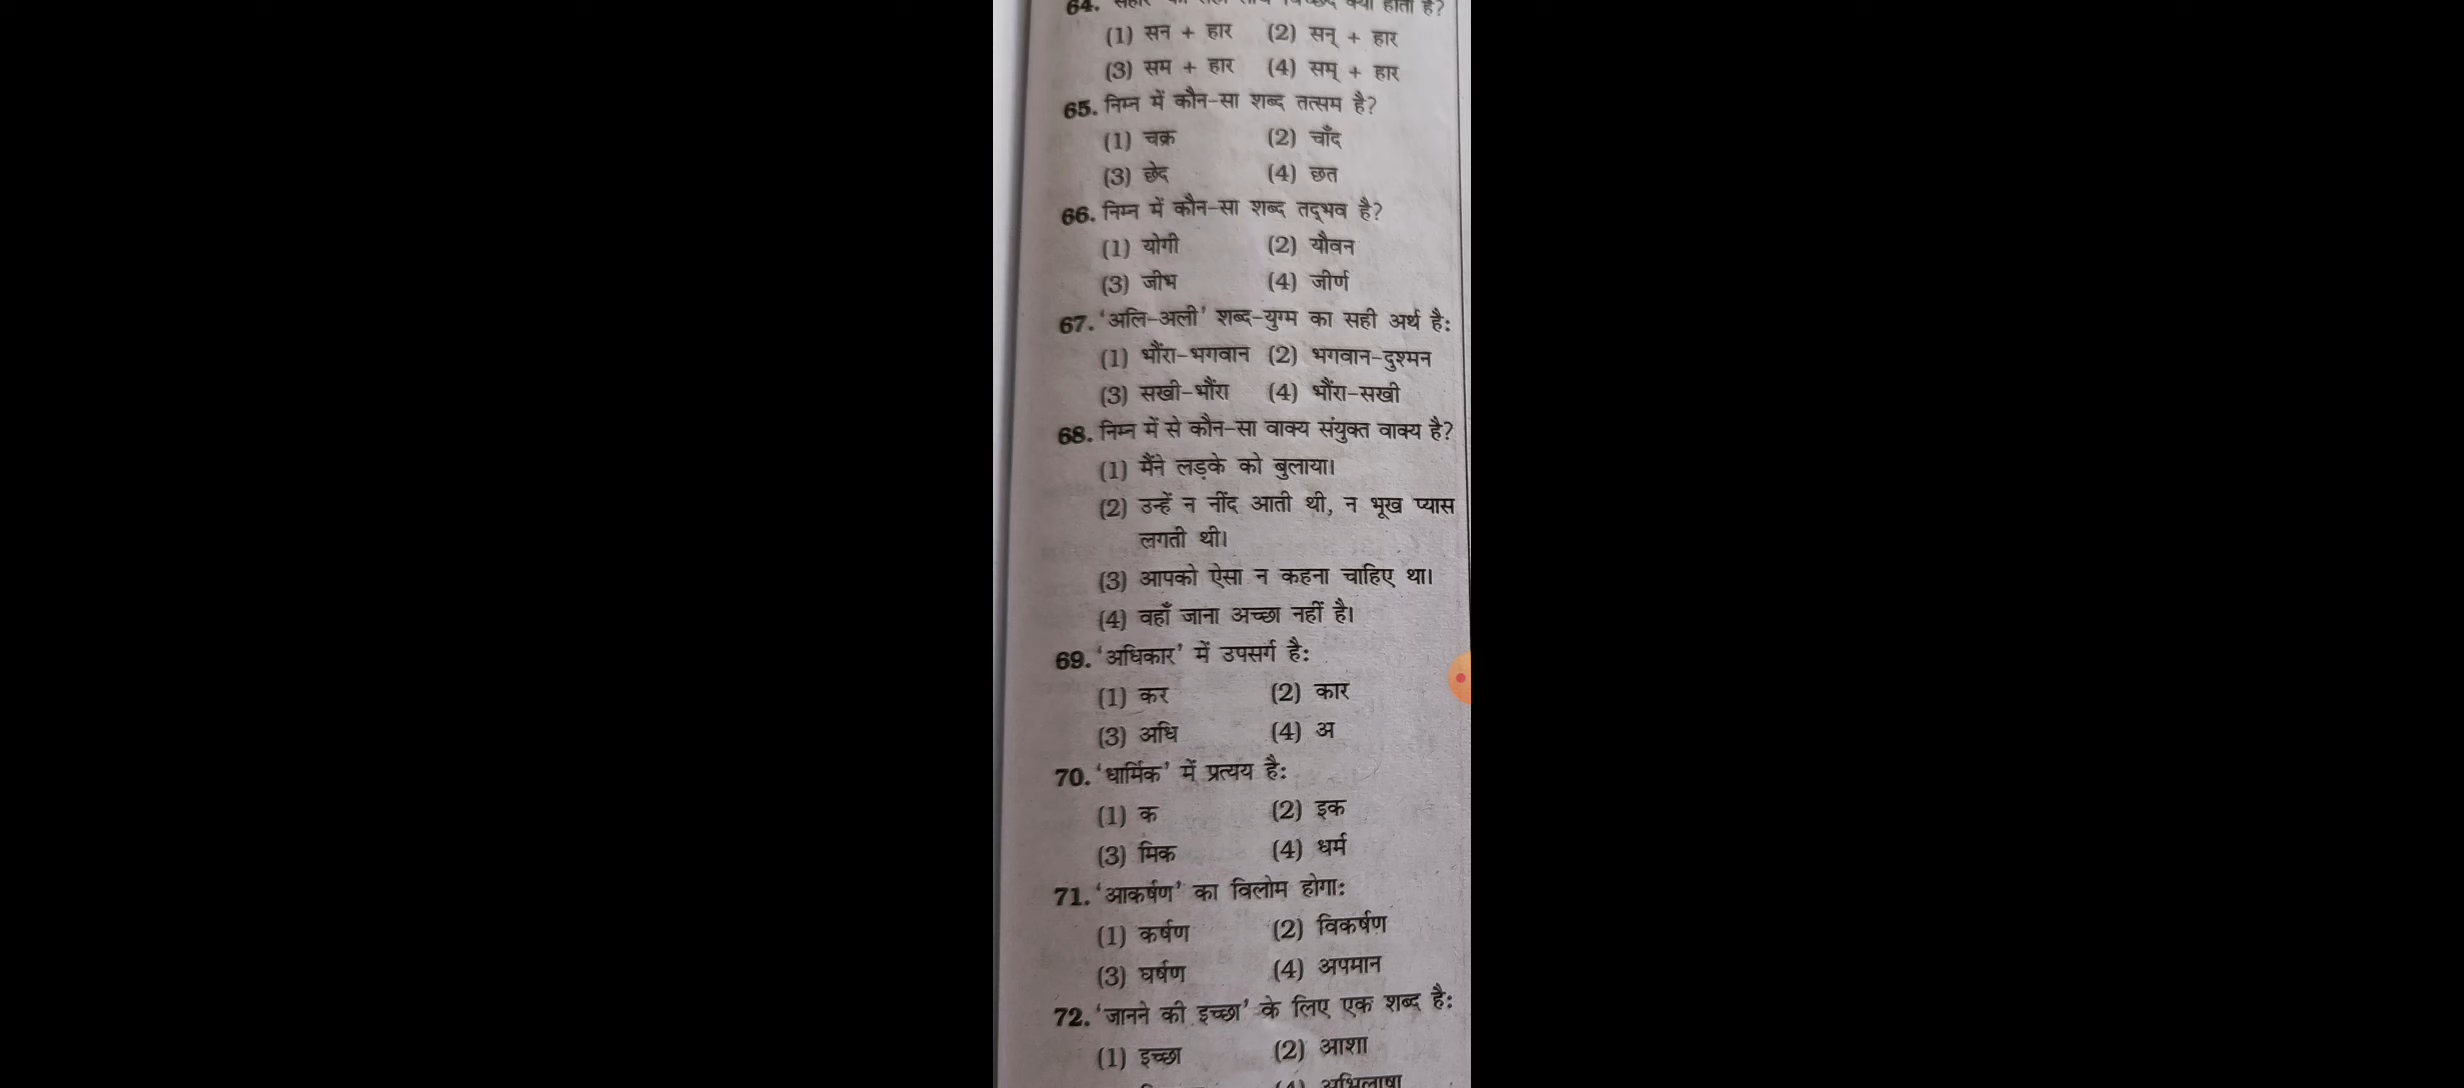 64. का क्या होता है?
(1) सन + हार (2) सन् + हार
(3) सम + हार (4) सम् + हार
65. निम्न में कौन-सा शब्द तत्सम है?
(1) चक्र (2) चाँद
(3) छेद (4) छत
66. निम्न में कौन-सा शब्द तद्‌भव है?
(1) योगी (2) यौवन
(3) जीभ (4) जीर्ण
67. ‘अलि-अली’ शब्द-युग्म का सही अर्थ है:
(1) भौंरा-भगवान (2) भगवान-दुश्मन
(3) सखी-भौंरा (4) भौंरा-सखी
68. निम्न में से कौन-सा वाक्य संयुक्त वाक्य है?
(1) मैंने लड़के को बुलाया।
(2) उन्हें न नींद आती थी, न भूख प्यास
लगती थी।
(3) आपको ऐसा न कहना चाहिए था।
(4) वहाँ जाना अच्छा नहीं है।
69. ‘अधिकार’ में उपसर्ग है:
(1) कर (2) कार
(3) अधि (4) अ
70. ‘धार्मिक’ में प्रत्यय है:
(1) क (2) इक
(3) मिक (4) धर्म
71. ‘आकर्षण’ का विलोम होगा:
(1) कर्षण (2) विकर्षण
(3) घर्षण (4) अपमान
72. ‘जानने की इच्छा’ के लिए एक शब्द है:
(1) इच्छा (2) आशा
(4) अभिलाषा